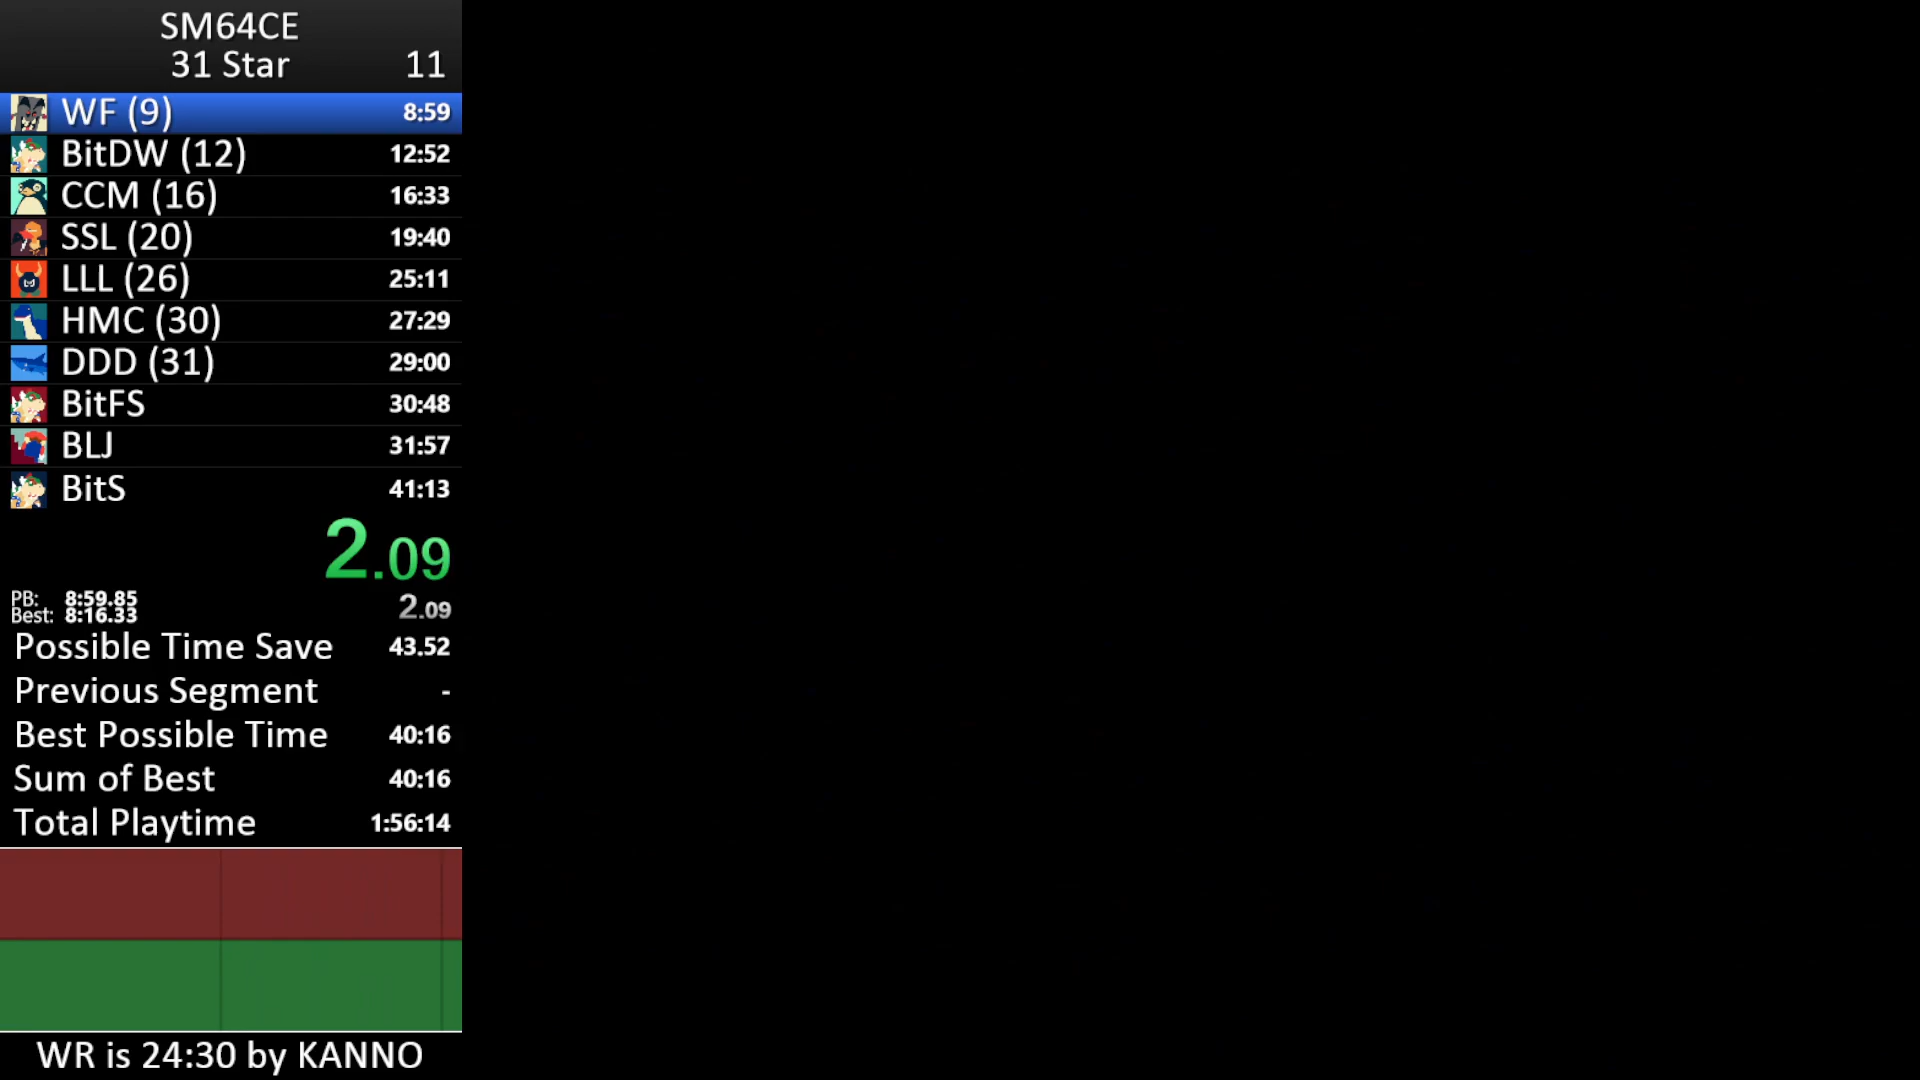 SM64CE
31 Star 11
WF (9) 8:59
BitDW (12) 12:52
CCM (16) 16:33
SSL (20) 19:40
LLL (26) 25:11
HMC (30) 27:29
DDD (31) 29:00
BitFS 30:48
BLJ 31:57
BitS 41:13
2.09
PB: 8:59.85 2.09
Best: 8:16.33
Possible Time Save 43.52
Previous Segment -
Best Possible Time 40:16
Sum of Best 40:16
Total Playtime 1:56:14
WR is 24:30 by KANNO